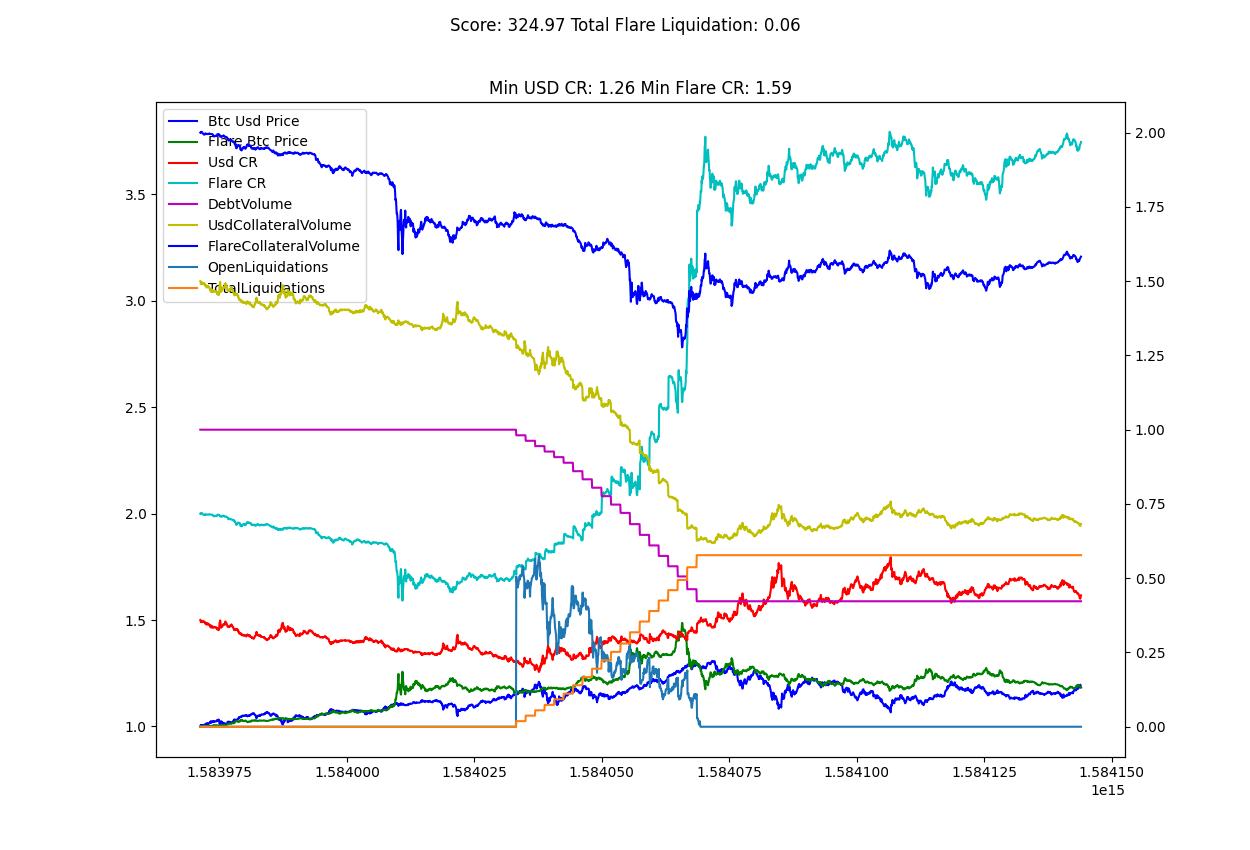 Score: 324.97 Total Flare Liquidation: 0.06
Min USD CR: 1.26 Min Flare CR: 1.59
Btc Usd Price
Flare Btc Price
Usd CR
Flare CR
DebtVolume
UsdCollateralVolume
FlareCollateralVolume
OpenLiquidations
TotalLiquidations
3.5
3.0
2.5
2.0
1.5
1.0
2.00
1.75
1.50
1.25
1.00
0.75
0.50
0.25
0.00
1.583975 1.584000 1.584025 1.584050 1.584075 1.584100 1.584125 1.584150
1e15